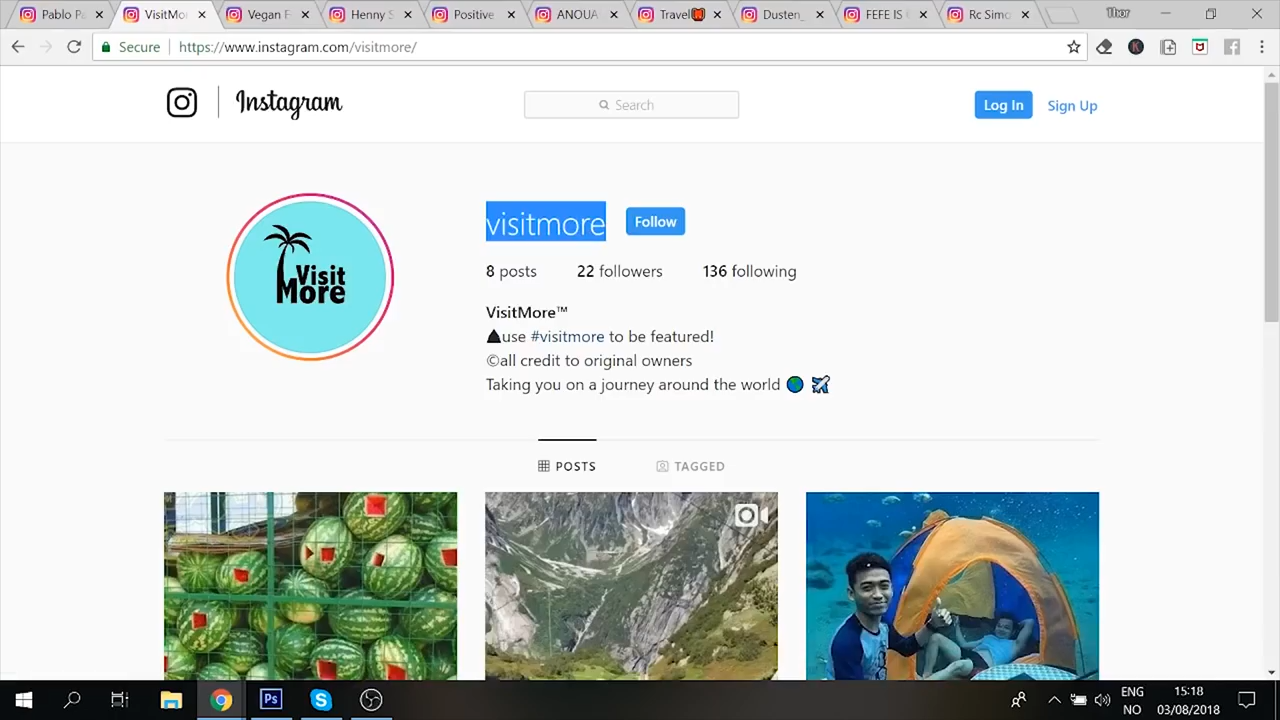 Pablo P
VisitMo
Vegan F
Henny S
Positive
ANOUA
Travel
Dusten_
FEFE IS
Rc Simo
Thor
Secure
https://www.instagram.com/visitmore/
Instagram
Search
Log In
Sign Up
visitmore
Follow
8 posts
22 followers
136 following
Visit
More
VisitMore™
use #visitmore to be featured!
©all credit to original owners
Taking you on a journey around the world 🌍 ✈
POSTS
TAGGED
Ps
ENG
NO
15:18
03/08/2018